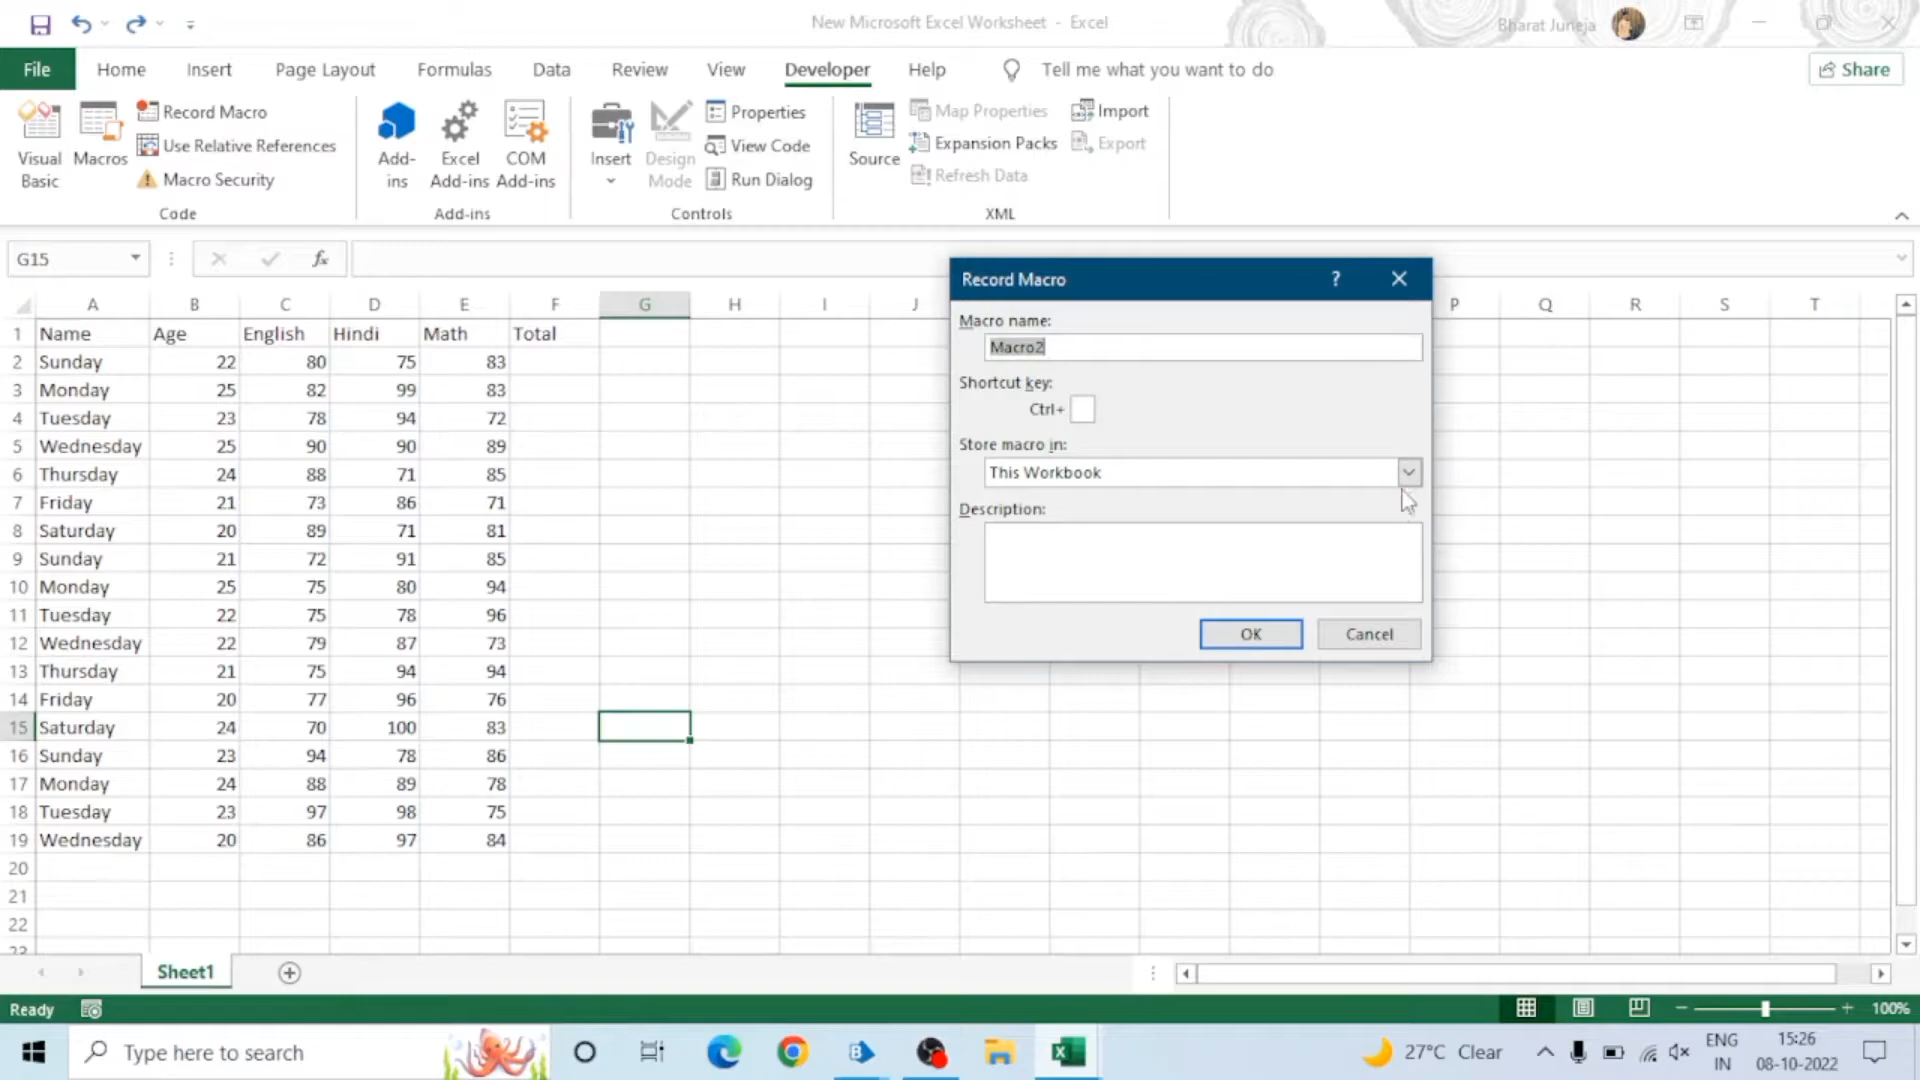 New Microsoft Excel Worksheet - Excel
Bharat Juneja
File Home Insert Page Layout Formulas Data Review View Developer Help Tell me what you want to do Share
Visual Basic
Macros
Record Macro
Use Relative References
Macro Security
Code
Add-ins
Excel Add-ins
COM Add-ins
Add-ins
Insert
Design Mode
Properties
View Code
Run Dialog
Controls
Source
Map Properties
Expansion Packs
Refresh Data
Import
Export
XML
G15 fx
A B C D E F G H I J P Q R S T
1 Name Age English Hindi Math Total
2 Sunday 22 80 75 83
3 Monday 25 82 99 83
4 Tuesday 23 78 94 72
5 Wednesday 25 90 90 89
6 Thursday 24 88 71 85
7 Friday 21 73 86 71
8 Saturday 20 89 71 81
9 Sunday 21 72 91 85
10 Monday 25 75 80 94
11 Tuesday 22 75 78 96
12 Wednesday 22 79 87 73
13 Thursday 21 75 94 94
14 Friday 20 77 96 76
15 Saturday 24 70 100 83
16 Sunday 23 94 78 86
17 Monday 24 88 89 78
18 Tuesday 23 97 98 75
19 Wednesday 20 86 97 84
20
21
22
23
Record Macro ?
Macro name:
Macro2
Shortcut key:
Ctrl+
Store macro in:
This Workbook
Description:
OK Cancel
Sheet1
Ready 100%
Type here to search
27°C Clear
ENG
IN
15:26
08-10-2022